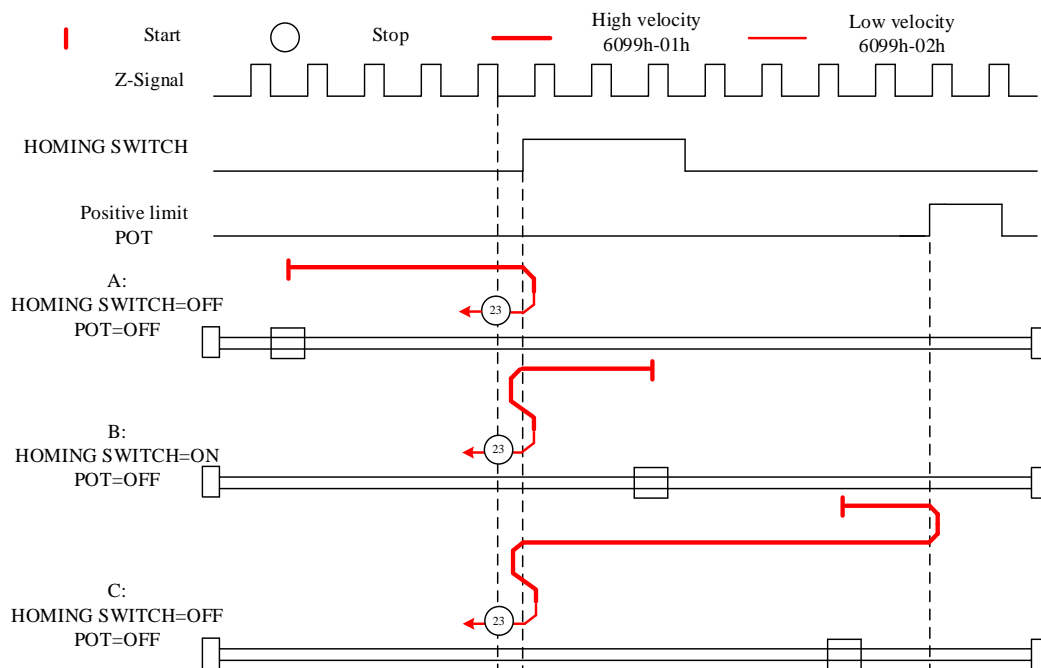 Start
Stop
High velocity
6099h-01h
Low velocity
6099h-02h
Z-Signal
HOMING SWITCH
Positive limit
POT
A:
HOMING SWITCH=OFF
POT=OFF
23
B:
HOMING SWITCH=ON
POT=OFF
23
C:
HOMING SWITCH=OFF
POT=OFF
23